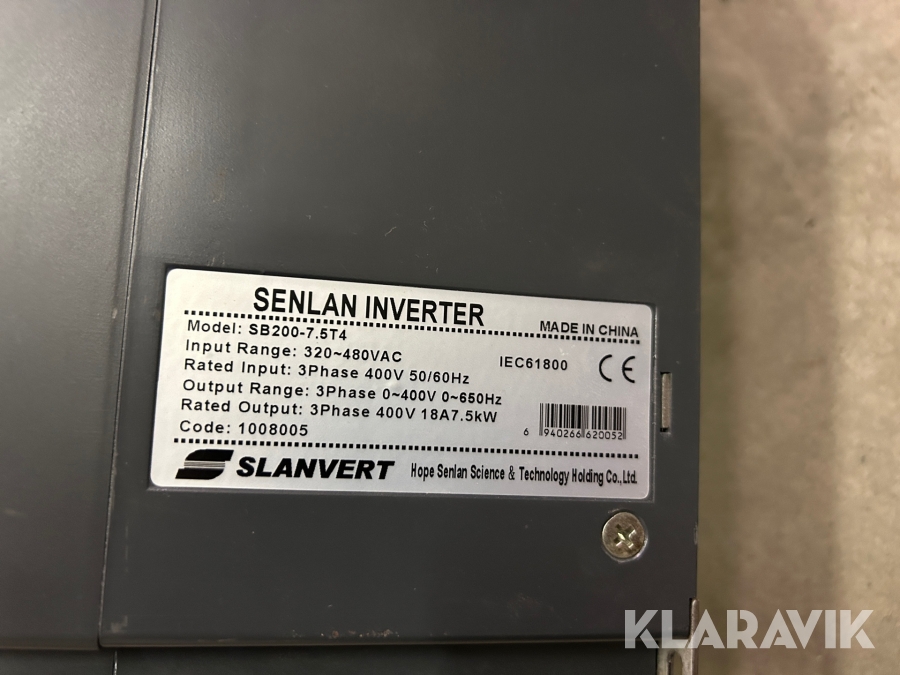 SENLAN INVERTER
MADE IN CHINA
Model: SB200-7.5T4
Input Range: 320~480VAC
IEC61800 CE
Rated Input: 3Phase 400V 50/60Hz
Output Range: 3Phase 0~400V 0~650Hz
Rated Output: 3Phase 400V 18A7.5kW
Code: 1008005
6 940266 620052
SLANVERT Hope Senlan Science & Technology Holding Co.,Ltd.
KLARAVIK